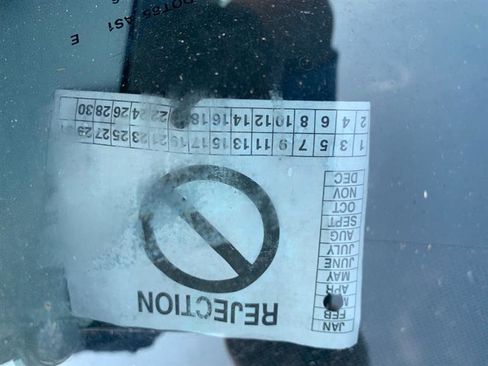 REJECTION
JAN
FEB
M
APR
MAY
JUNE
JULY
AUG
SEPT
OCT
NOV
DEC
1 3 5 7 9 11 13 15 17 19 21 23 25 27 29
2 4 6 8 10 12 14 16 18 22 24 26 28 30
DOT65 AS1
E